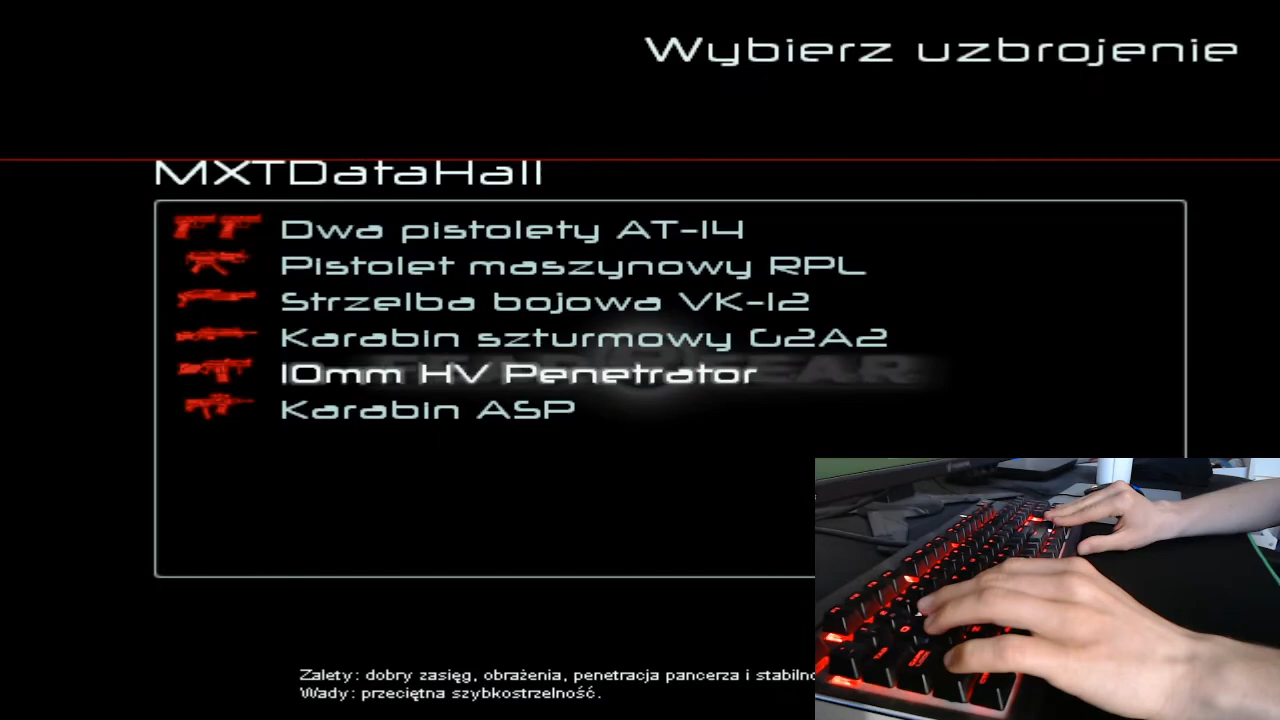 Wybierz uzbrojenie
MXTDataHall
Dwa pistolety AT-14
Pistolet maszynowy RPL
Strzelba bojowa VK-12
Karabin szturmowy G2A2
10mm HV Penetrator
Karabin ASP
Zalety: dobry zasięg, obrażenia, penetracja pancerza i
Wady: przeciętna szybkostrzelność.